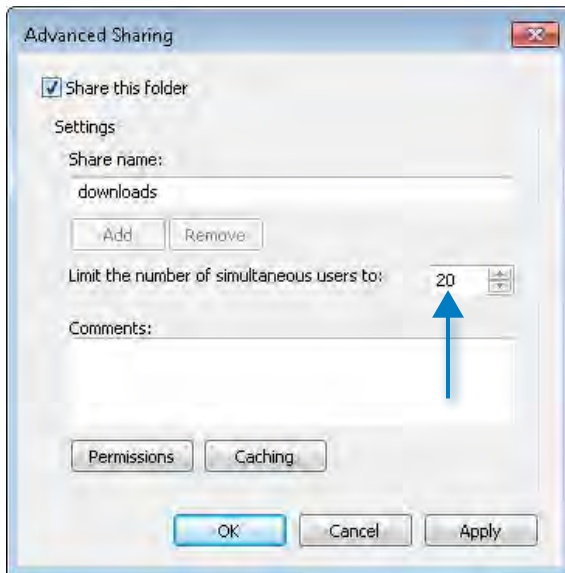 Advanced Sharing
Share this folder
Settings
Share name:
downloads
Add Remove
Limit the number of simultaneous users to: 20
Comments:
Permissions Caching
OK Cancel Apply